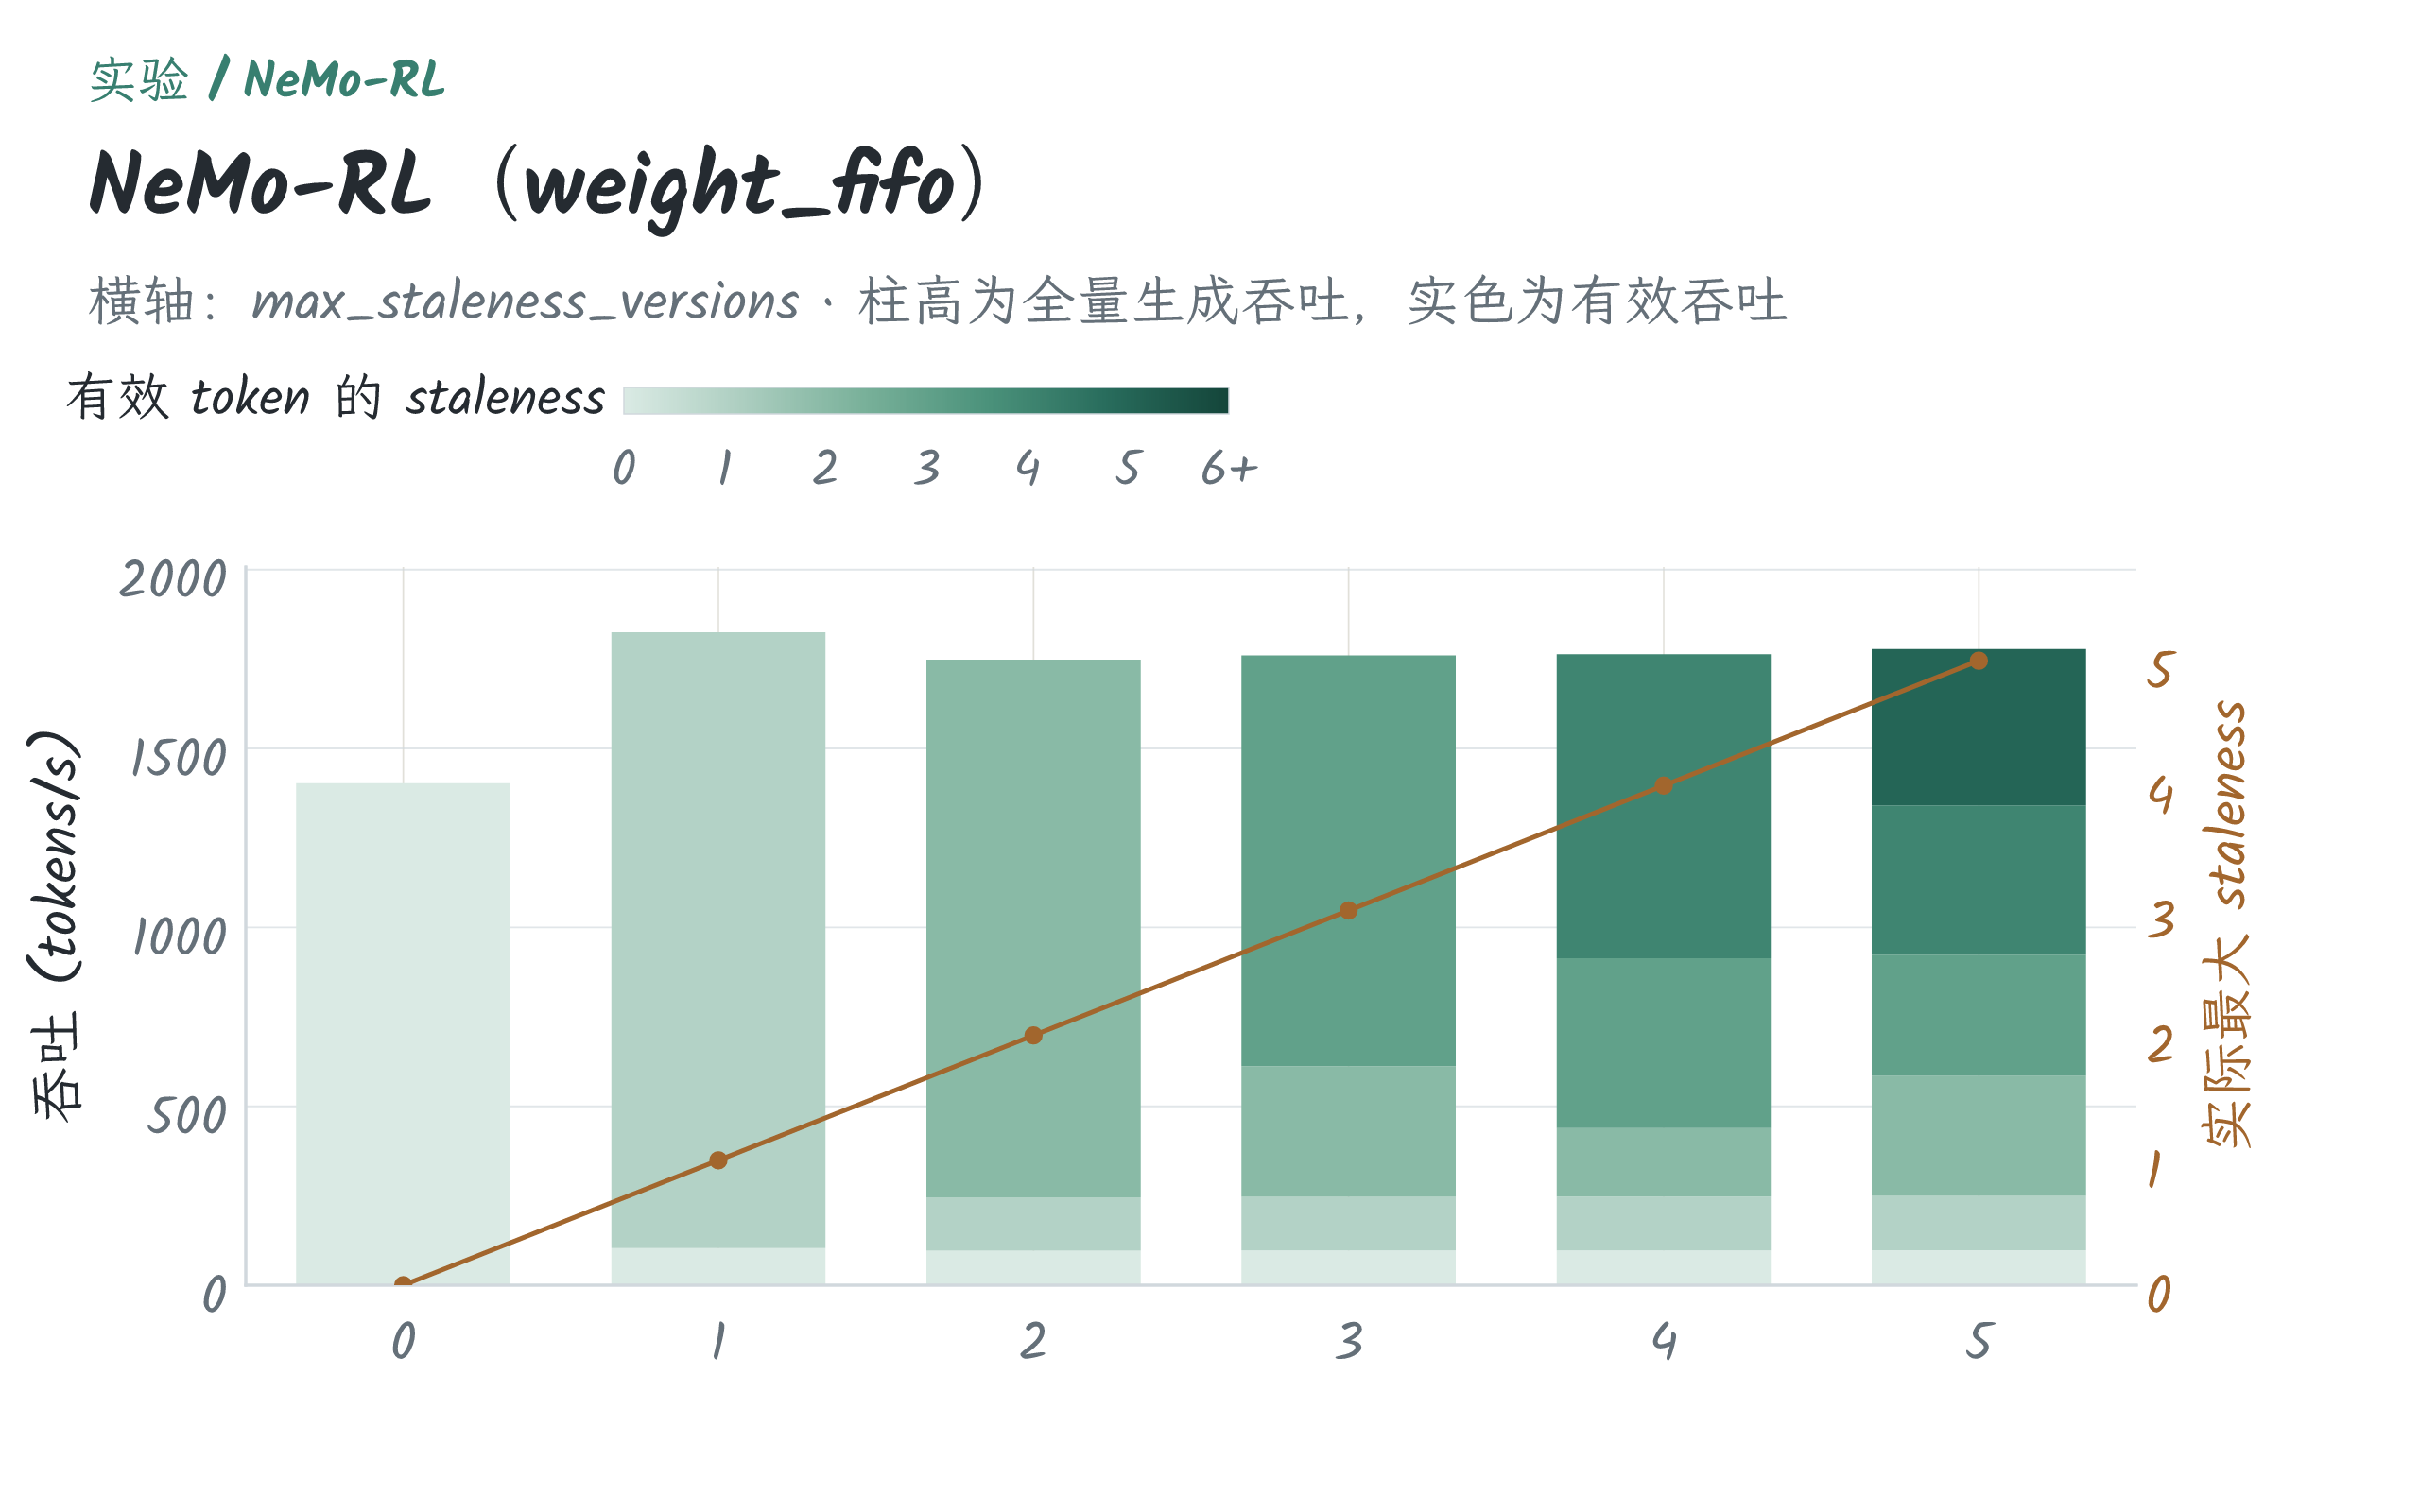 实验 / NeMo-RL
NeMo-RL（weight_fifo）
横轴：max_staleness_versions · 柱高为全量生成吞吐，实色为有效吞吐
有效 token 的 staleness
0 1 2 3 4 5 6+
吞吐 (tokens/s)
2000
1500
1000
500
0
5
4
3
2
1
0
实际最大 staleness
0 1 2 3 4 5